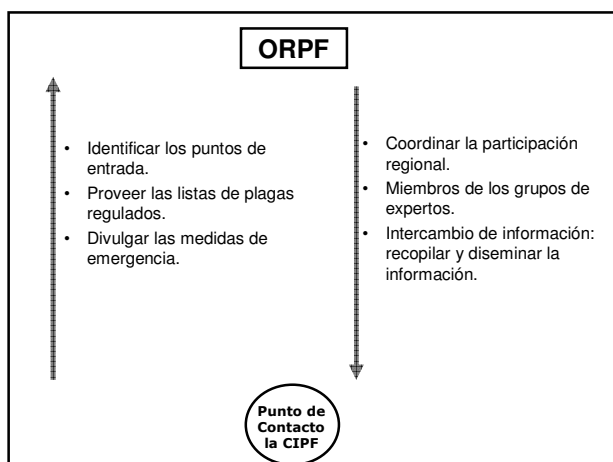 ORPF
• Identificar los puntos de
entrada.
• Proveer las listas de plagas
regulados.
• Divulgar las medidas de
emergencia.
• Coordinar la participación
regional.
• Miembros de los grupos de
expertos.
• Intercambio de información:
recopilar y diseminar la
información.
Punto de
Contacto
la CIPF